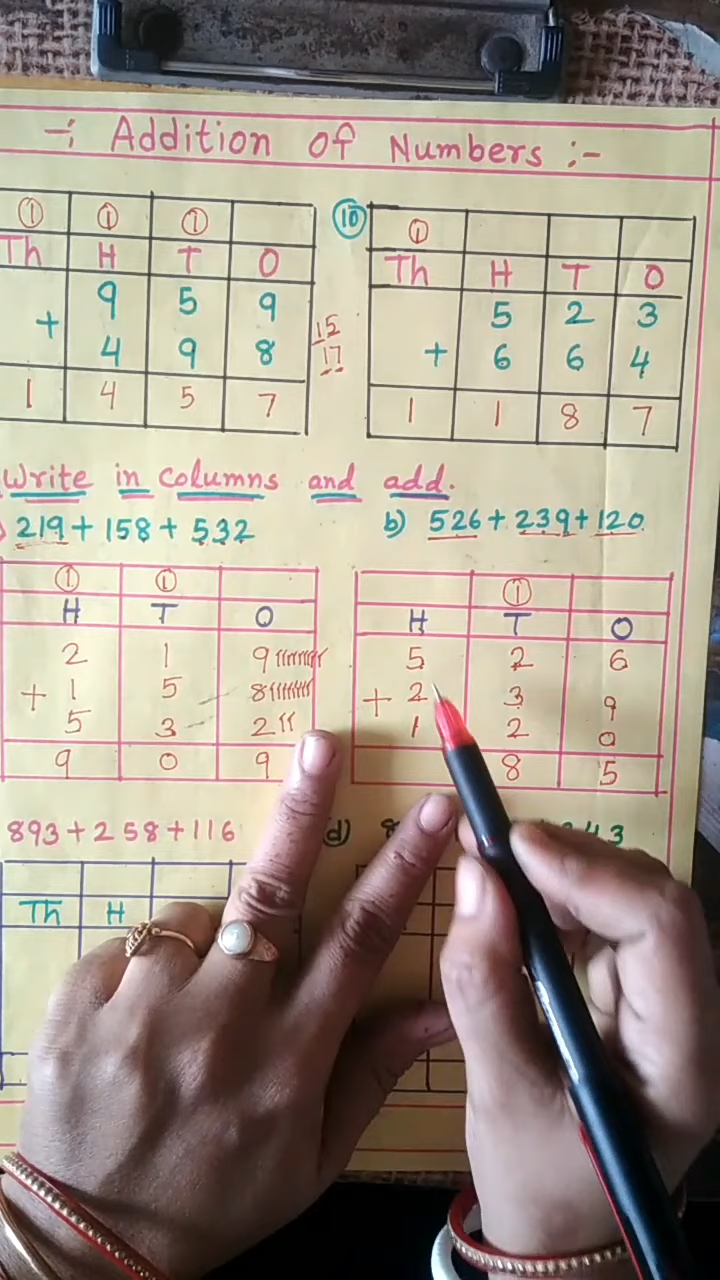 -: Addition of Numbers :-
① ① ①
Th H T O
9 5 9
+ 4 9 8
1 4 5 7
15
17
10
①
Th H T O
5 2 3
+ 6 6 4
1 1 8 7
Write in columns and add.
219 + 158 + 532
① ①
H T O
2 1 9
+ 1 5 8
5 3 2
9 0 9
b) 526 + 239 + 120
①
H T O
5 2 6
+ 2 3 9
1 2 0
8 5
893 + 258 + 116
Th H
d)